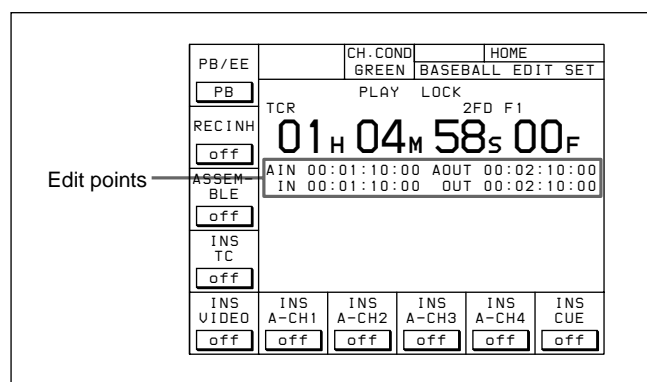 PB/EE
PB
CH.COND
GREEN
HOME
BASEBALL EDIT SET
PLAY LOCK
TCR
2FD F1
01H 04M 58S 00F
RECINH
off
Edit points
AIN 00:01:10:00 AOUT 00:02:10:00
IN 00:01:10:00 OUT 00:02:10:00
ASSEM-
BLE
off
INS
TC
off
INS
VIDEO
off
INS
A-CH1
off
INS
A-CH2
off
INS
A-CH3
off
INS
A-CH4
off
INS
CUE
off